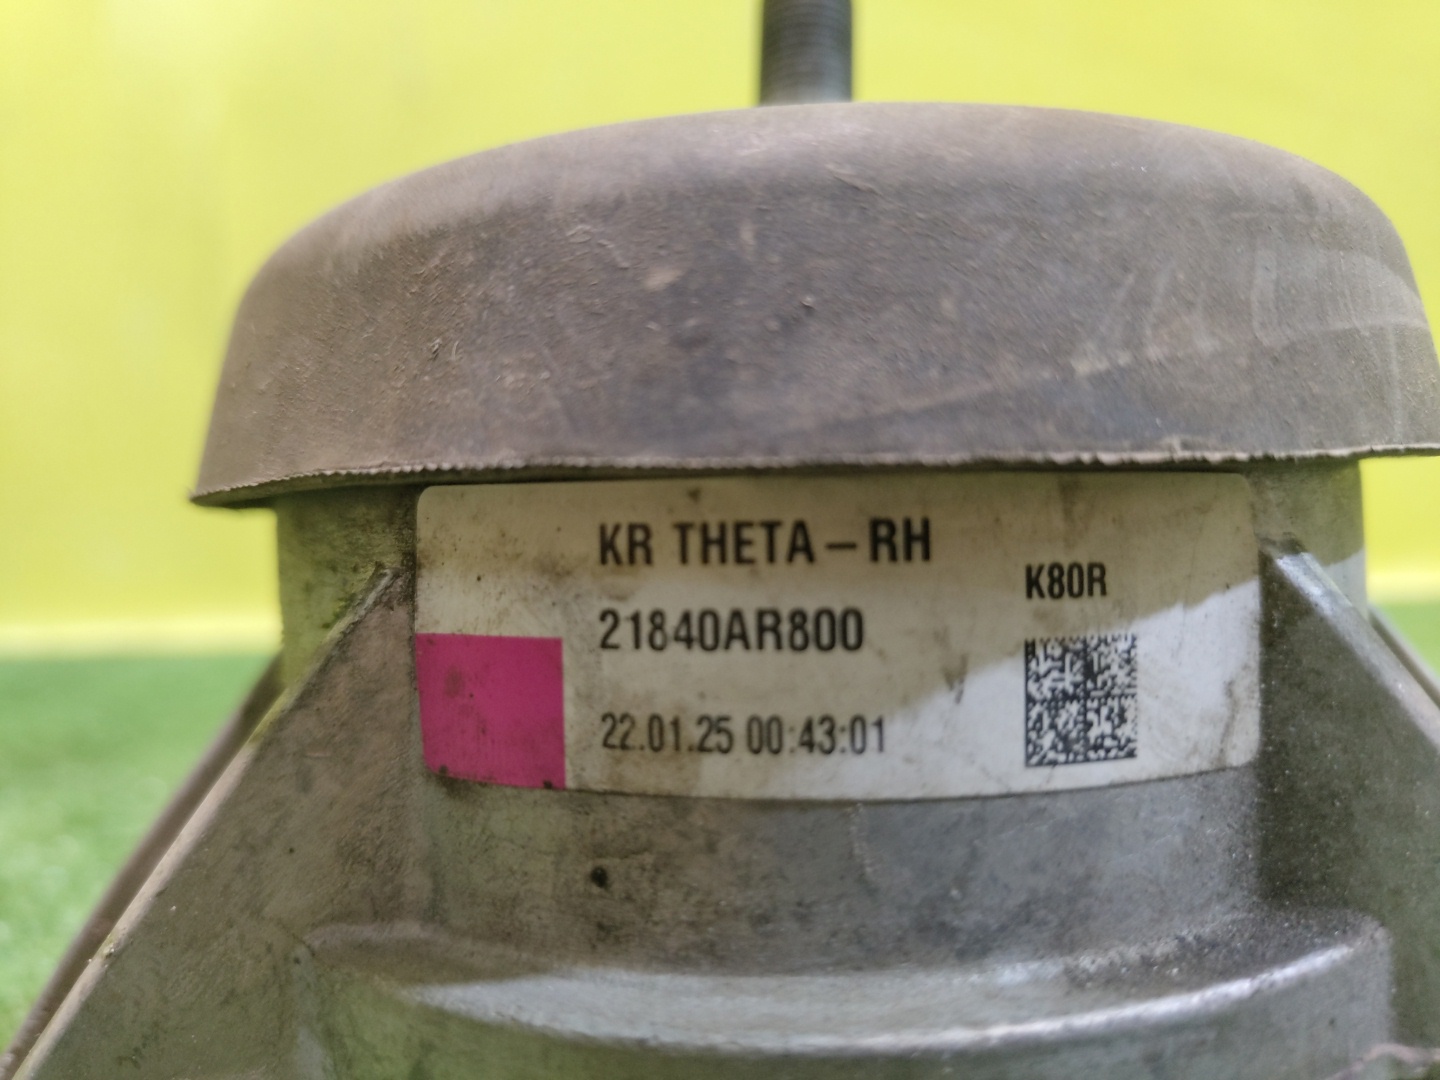 KR THETA – RH
K80R
21840AR800
22.01.25 00:43:01